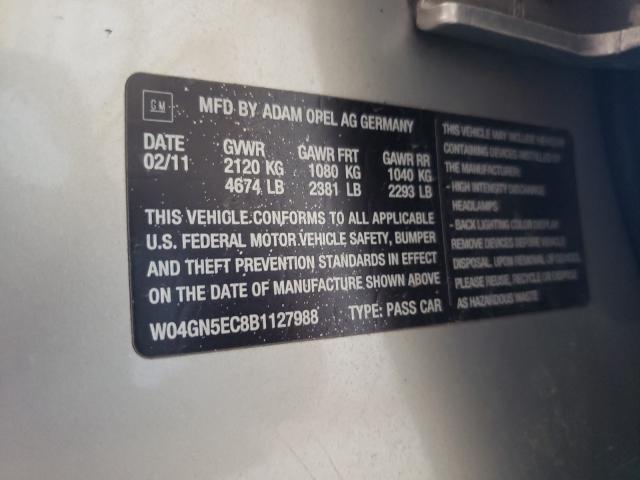 GM
MFD BY ADAM OPEL AG GERMANY
DATE GVWR GAWR FRT GAWR RR
02/11 2120 KG 1080 KG 1040 KG
4674 LB 2381 LB 2293 LB
THIS VEHICLE CONFORMS TO ALL APPLICABLE
U.S. FEDERAL MOTOR VEHICLE SAFETY, BUMPER
AND THEFT PREVENTION STANDARDS IN EFFECT
ON THE DATE OF MANUFACTURE SHOWN ABOVE
W04GN5EC8B1127988 TYPE: PASS CAR
THIS VEHICLE MAY INCLUDE MERCURY
CONTAINING DEVICES INSTALLED BY
THE MANUFACTURER:
- HIGH INTENSITY DISCHARGE
HEADLAMPS
- BACK LIGHTING COLOR DISPLAY
REMOVE DEVICES BEFORE VEHICLE
DISPOSAL. UPON REMOVAL OF DEVICES
PLEASE REUSE, RECYCLE OR DISPOSE
AS HAZARDOUS WASTE